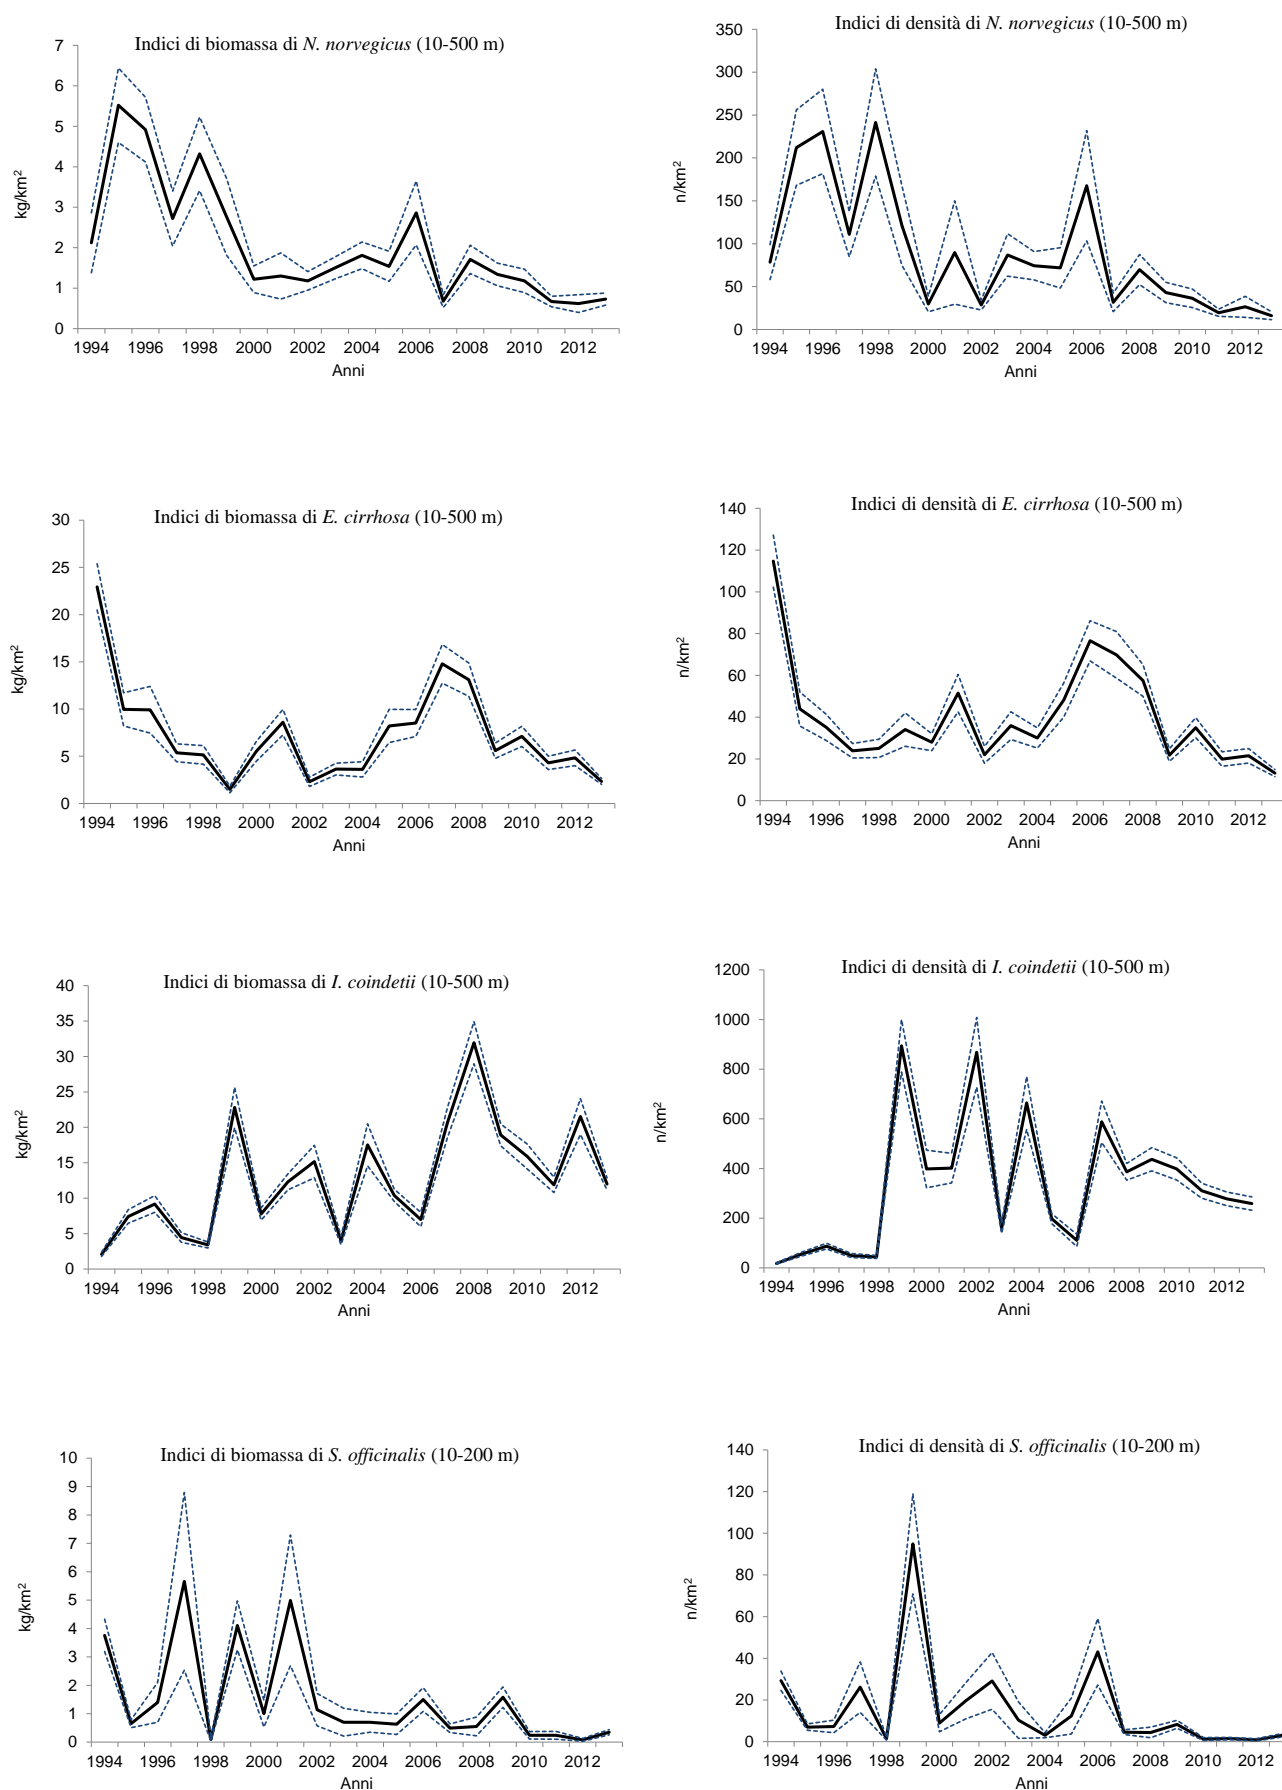 Indici di biomassa di N. norvegicus (10-500 m)
7
6
5
4
3
2
1
0
kg/km²
1994 1996 1998 2000 2002 2004 2006 2008 2010 2012
Anni
Indici di densità di N. norvegicus (10-500 m)
350
300
250
200
150
100
50
0
n/km²
1994 1996 1998 2000 2002 2004 2006 2008 2010 2012
Anni
Indici di biomassa di E. cirrhosa (10-500 m)
30
25
20
15
10
5
0
kg/km²
1994 1996 1998 2000 2002 2004 2006 2008 2010 2012
Anni
Indici di densità di E. cirrhosa (10-500 m)
140
120
100
80
60
40
20
0
n/km²
1994 1996 1998 2000 2002 2004 2006 2008 2010 2012
Anni
Indici di biomassa di I. coindetii (10-500 m)
40
35
30
25
20
15
10
5
0
kg/km²
1994 1996 1998 2000 2002 2004 2006 2008 2010 2012
Anni
Indici di densità di I. coindetii (10-500 m)
1200
1000
800
600
400
200
0
n/km²
1994 1996 1998 2000 2002 2004 2006 2008 2010 2012
Anni
Indici di biomassa di S. officinalis (10-200 m)
10
9
8
7
6
5
4
3
2
1
0
kg/km²
1994 1996 1998 2000 2002 2004 2006 2008 2010 2012
Anni
Indici di densità di S. officinalis (10-200 m)
140
120
100
80
60
40
20
0
n/km²
1994 1996 1998 2000 2002 2004 2006 2008 2010 2012
Anni